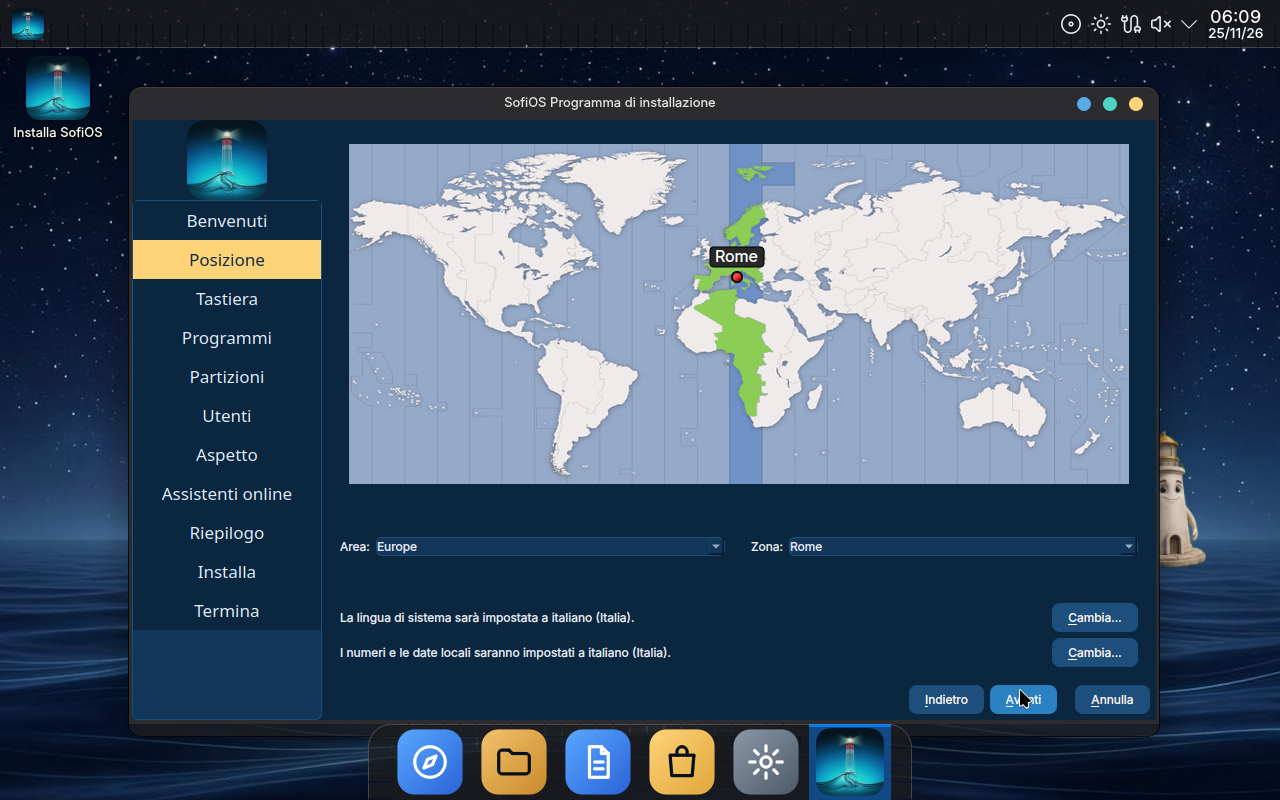 06:09
25/11/26
Installa SofiOS
SofiOS Programma di installazione
Benvenuti
Posizione
Tastiera
Programmi
Partizioni
Utenti
Aspetto
Assistenti online
Riepilogo
Installa
Termina
Rome
Area: Europe
Zona: Rome
La lingua di sistema sarà impostata a italiano (Italia).
Cambia...
I numeri e le date locali saranno impostati a italiano (Italia).
Cambia...
Indietro
Annulla